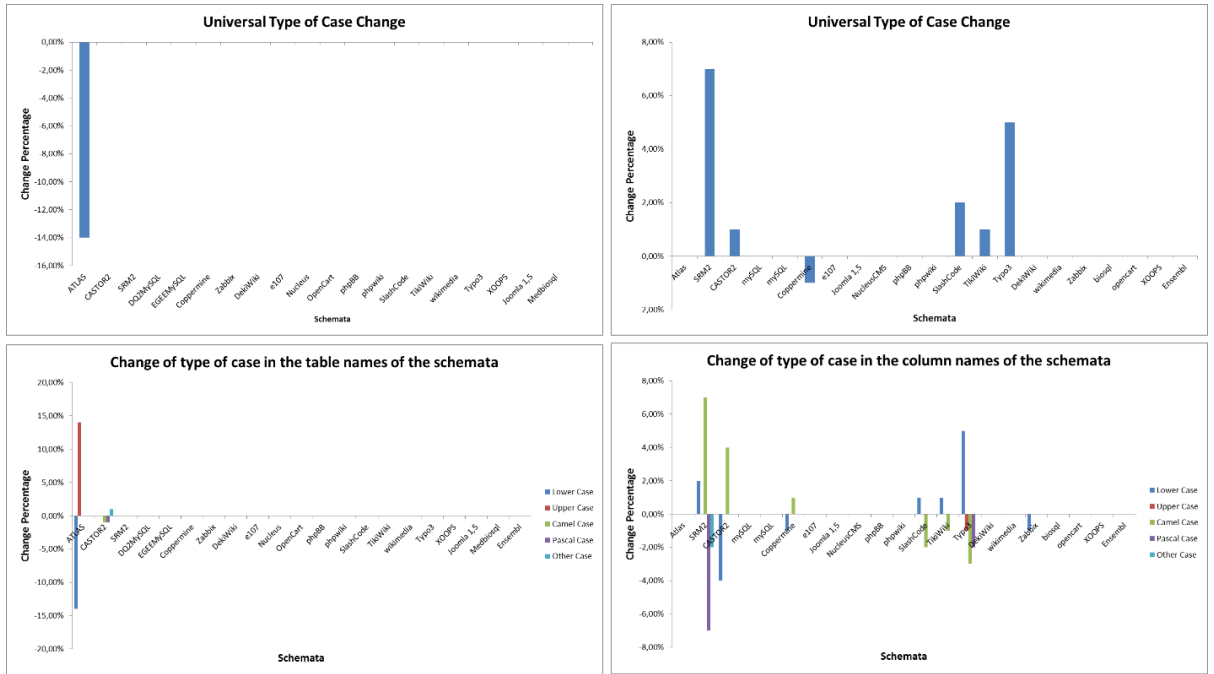 Universal Type of Case Change
0,00%
-2,00%
-4,00%
-6,00%
-8,00%
-10,00%
-12,00%
-14,00%
-16,00%
Change Percentage
ATLAS
CASTOR2
SRM2
DQ2MySQL
EGEEMySQL
Coppermine
Zabbix
DekiWiki
e107
Nucleus
OpenCart
phpBB
phpwiki
SlashCode
TikiWiki
wikimedia
Typo3
XOOPS
Joomla 1,5
Medbiosql
Schemata
Universal Type of Case Change
8,00%
6,00%
4,00%
2,00%
0,00%
2,00%
Change Percentage
Atlas
SRM2
CASTOR2
mySQL
mySQL
Coppermine
e107
Joomla 1,5
NucleusCMS
phpBB
phpwiki
SlashCode
TikiWiki
Typo3
DekiWiki
wikimedia
Zabbix
biosql
opencart
XOOPS
Ensembl
Schemata
Change of type of case in the table names of the schemata
20,00%
15,00%
10,00%
5,00%
0,00%
-5,00%
-10,00%
-15,00%
-20,00%
Change Percentage
ATLAS
CASTOR2
SRM2
DQ2MySQL
EGEEMySQL
Coppermine
Zabbix
DekiWiki
e107
Nucleus
OpenCart
phpBB
phpwiki
SlashCode
TikiWiki
wikimedia
Typo3
XOOPS
Joomla 1,5
Medbiosql
Ensembl
Lower Case
Upper Case
Camel Case
Pascal Case
Other Case
Schemata
Change of type of case in the column names of the schemata
8,00%
6,00%
4,00%
2,00%
0,00%
-2,00%
-4,00%
-6,00%
-8,00%
Change Percentage
Atlas
SRM2
CASTOR2
mySQL
mySQL
Coppermine
e107
Joomla 1,5
NucleusCMS
phpBB
phpwiki
SlashCode
TikiWiki
Typo3
DekiWiki
wikimedia
Zabbix
biosql
opencart
XOOPS
Ensembl
Lower Case
Upper Case
Camel Case
Pascal Case
Other Case
Schemata